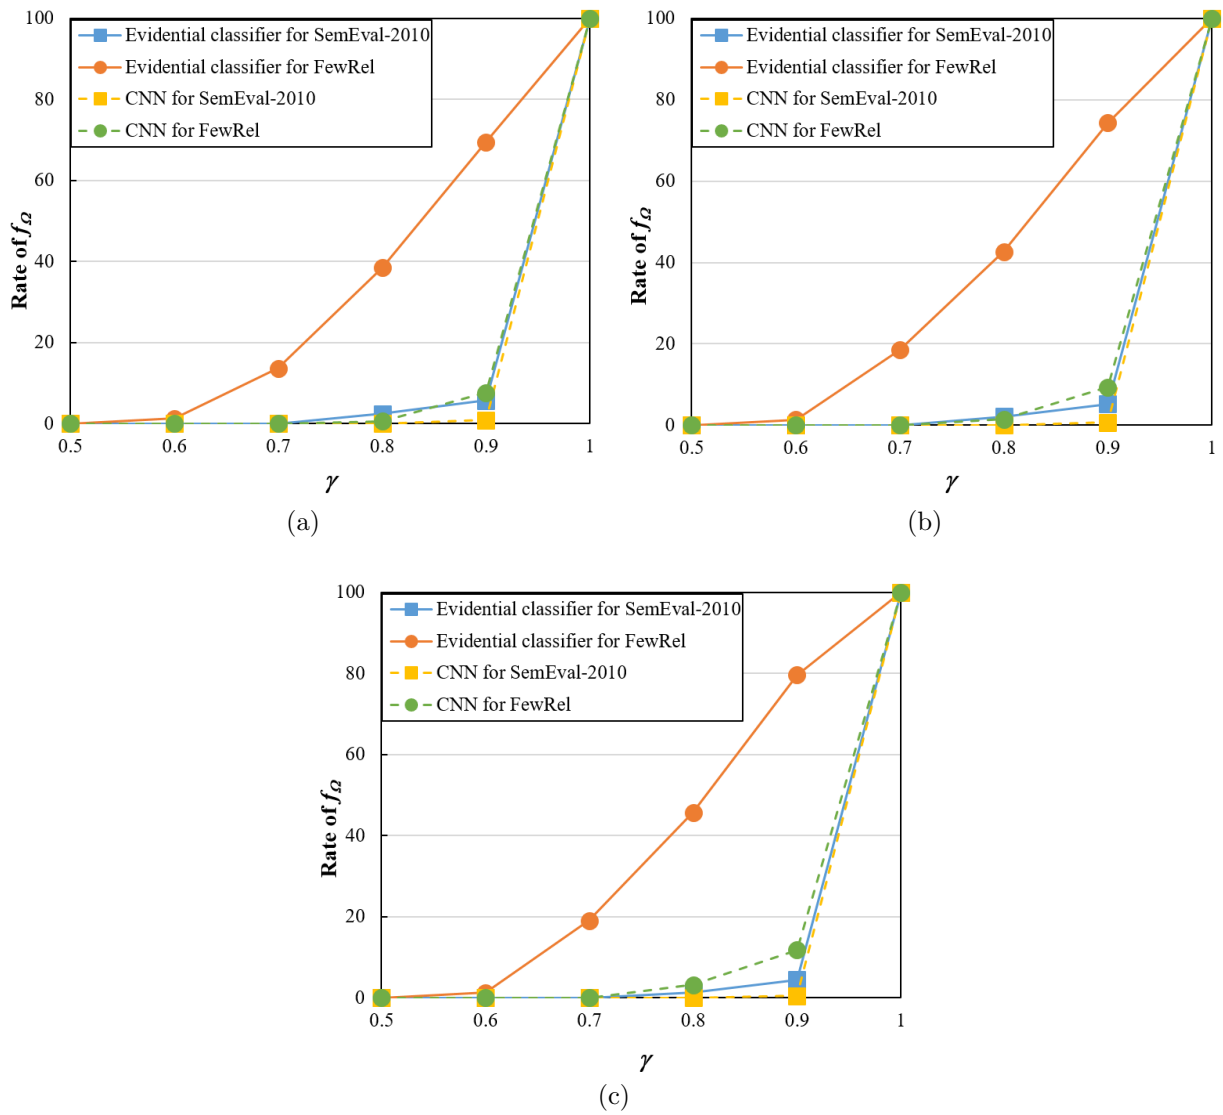 100
80
60
40
20
0
Rate of fΩ
Evidential classifier for SemEval-2010
Evidential classifier for FewRel
CNN for SemEval-2010
CNN for FewRel
0.5 0.6 0.7 0.8 0.9 1
γ
(a)
100
80
60
40
20
0
Rate of fΩ
Evidential classifier for SemEval-2010
Evidential classifier for FewRel
CNN for SemEval-2010
CNN for FewRel
0.5 0.6 0.7 0.8 0.9 1
γ
(b)
100
80
60
40
20
0
Rate of fΩ
Evidential classifier for SemEval-2010
Evidential classifier for FewRel
CNN for SemEval-2010
CNN for FewRel
0.5 0.6 0.7 0.8 0.9 1
γ
(c)